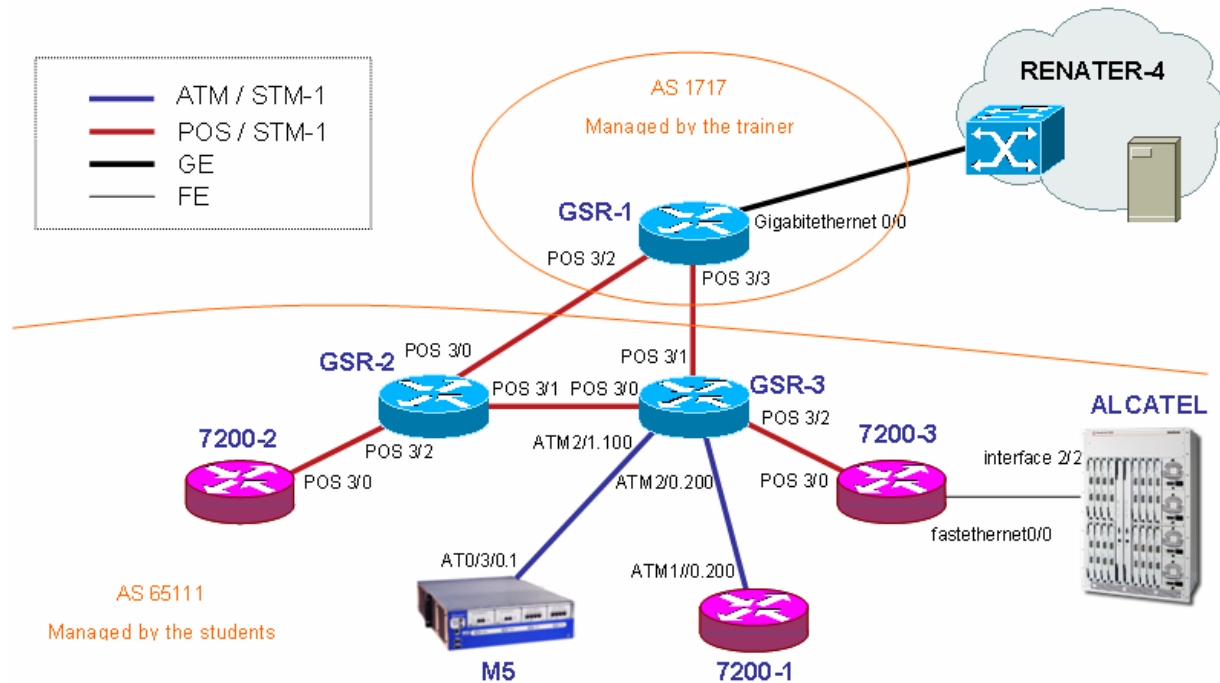 ATM / STM-1
POS / STM-1
GE
FE
AS 1717
Managed by the trainer
RENATER-4
GSR-1
Gigabitethernet 0/0
POS 3/2
POS 3/3
POS 3/0
POS 3/1
GSR-2
POS 3/1
POS 3/0
GSR-3
POS 3/2
ALCATEL
7200-2
POS 3/2
POS 3/0
ATM2/1.100
ATM2/0.200
7200-3
POS 3/0
interface 2/2
fastethernet0/0
AT0/3/0.1
ATM1//0.200
AS 65111
Managed by the students
M5
7200-1